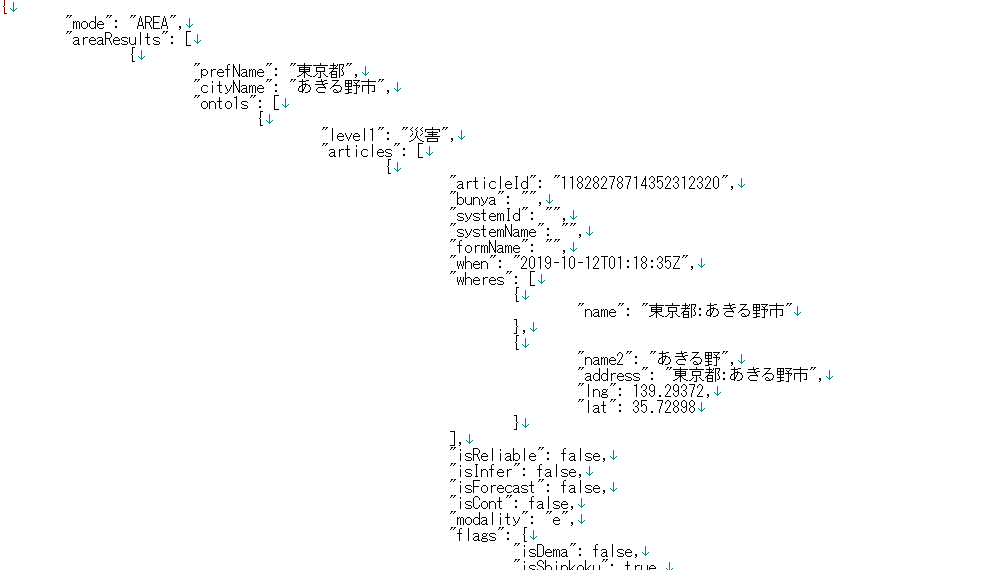 {↓
"mode": "AREA",↓
"areaResults": [↓
{↓
"prefName": "東京都",↓
"cityName": "あきる野市",↓
"onto1s": [↓
{↓
"level1": "災害",↓
"articles": [↓
{↓
"articleId": "11828278714352312320",↓
"bunya": "",↓
"systemId": "",↓
"systemName": "",↓
"formName": "",↓
"when": "2019-10-12T01:18:35Z",↓
"wheres": [↓
{↓
"name": "東京都:あきる野市"↓
},↓
{↓
"name2": "あきる野",↓
"address": "東京都:あきる野市",↓
"lng": 139.29372,↓
"lat": 35.72898↓
}↓
],↓
"isReliable": false,↓
"isInfer": false,↓
"isForecast": false,↓
"isCont": false,↓
"modality": "e",↓
"flags": {↓
"isDema": false,↓
"isShinkoku": true,↓